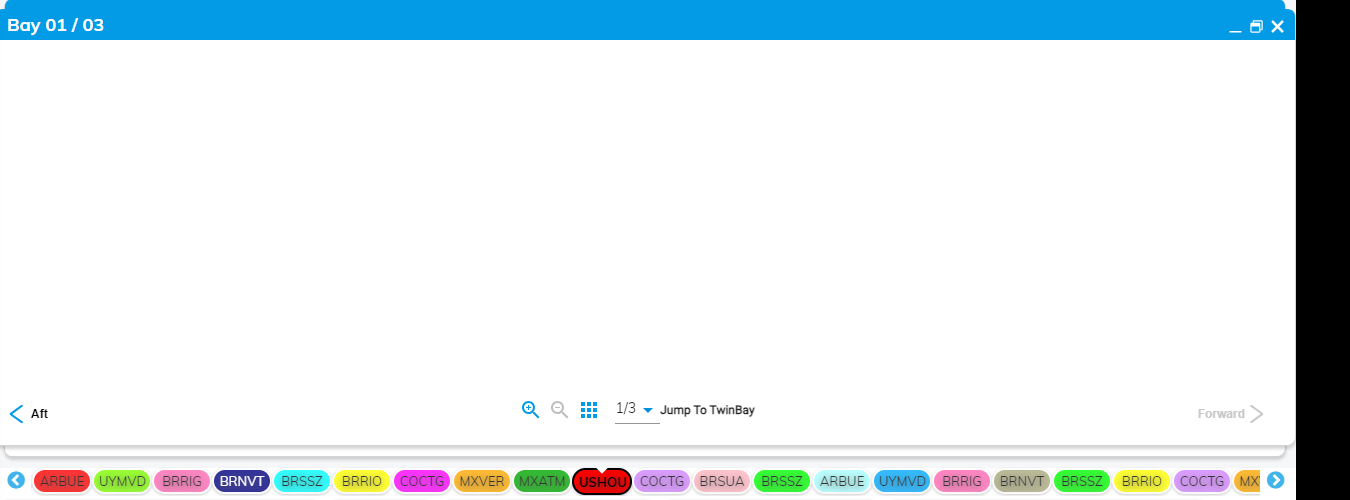 Bay 01 / 03
Aft
1/3 Jump To TwinBay
Forward
ARBUE UYMVD BRRIG BRNVT BRSSZ BRRIO COCTG MXVER MXATM USHOU COCTG BRSUA BRSSZ ARBUE UYMVD BRRIG BRNVT BRSSZ BRRIO COCTG